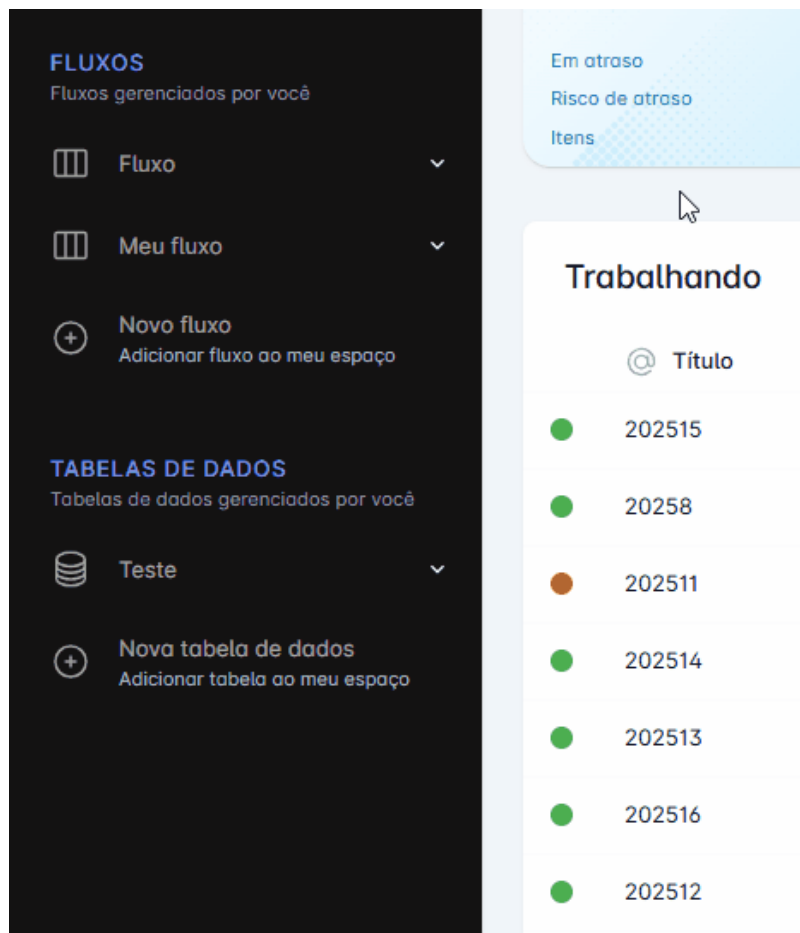 FLUXOS
Fluxos gerenciados por você
Fluxo
Meu fluxo
Novo fluxo
Adicionar fluxo ao meu espaço
TABELAS DE DADOS
Tabelas de dados gerenciados por você
Teste
Nova tabela de dados
Adicionar tabela ao meu espaço
Em atraso
Risco de atraso
Itens
Trabalhando
@ Título
202515
20258
202511
202514
202513
202516
202512